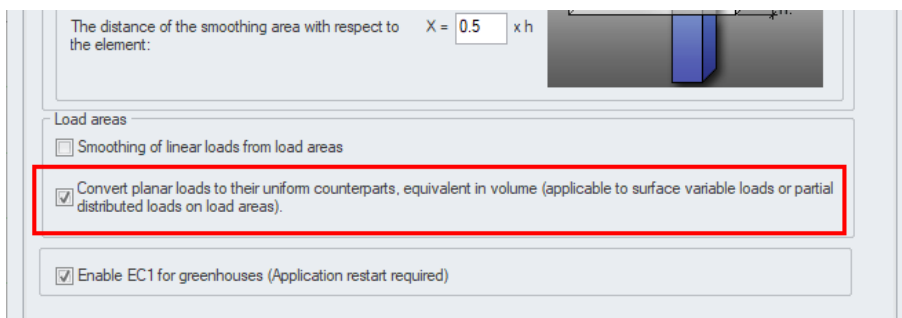 The distance of the smoothing area with respect to X = 0.5 x h
the element:
Load areas
Smoothing of linear loads from load areas
Convert planar loads to their uniform counterparts, equivalent in volume (applicable to surface variable loads or partial
distributed loads on load areas).
Enable EC1 for greenhouses (Application restart required)